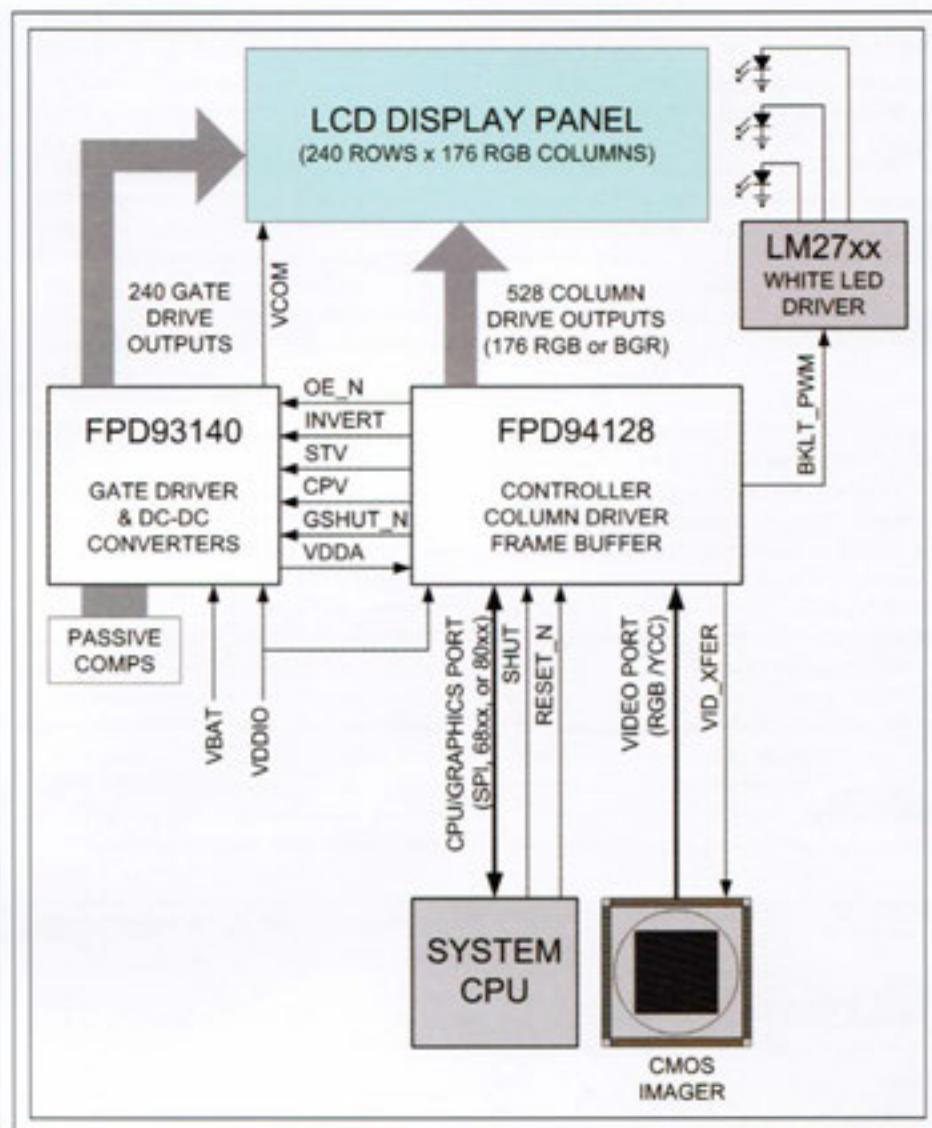 LCD DISPLAY PANEL
(240 ROWS x 176 RGB COLUMNS)
LM27xx
WHITE LED
DRIVER
240 GATE
DRIVE
OUTPUTS
VCOM
528 COLUMN
DRIVE OUTPUTS
(176 RGB or BGR)
BKLT_PWM
FPD93140
GATE DRIVER
& DC-DC
CONVERTERS
OE_N
INVERT
STV
CPV
GSHUT_N
VDDA
FPD94128
CONTROLLER
COLUMN DRIVER
FRAME BUFFER
PASSIVE
COMPS
VBAT
VDDIO
CPU/GRAPHICS PORT
(SPI, 68xx, or 80xx)
SHUT
RESET_N
VIDEO PORT
(RGB /YCC)
VID_XFER
SYSTEM
CPU
CMOS
IMAGER